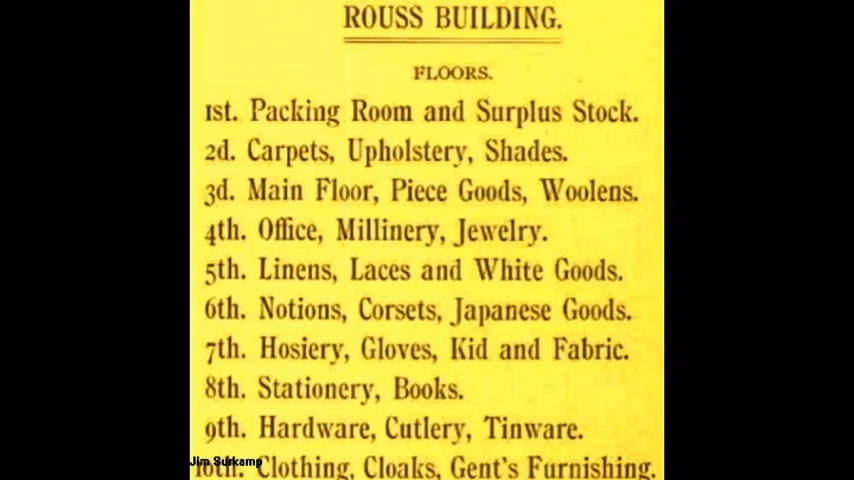 ROUSS BUILDING.
FLOORS.
1st. Packing Room and Surplus Stock.
2d. Carpets, Upholstery, Shades.
3d. Main Floor, Piece Goods, Woolens.
4th. Office, Millinery, Jewelry.
5th. Linens, Laces and White Goods.
6th. Notions, Corsets, Japanese Goods.
7th. Hosiery, Gloves, Kid and Fabric.
8th. Stationery, Books.
9th. Hardware, Cutlery, Tinware.
10th. Clothing, Cloaks, Gent's Furnishing.
Jim Surkamp